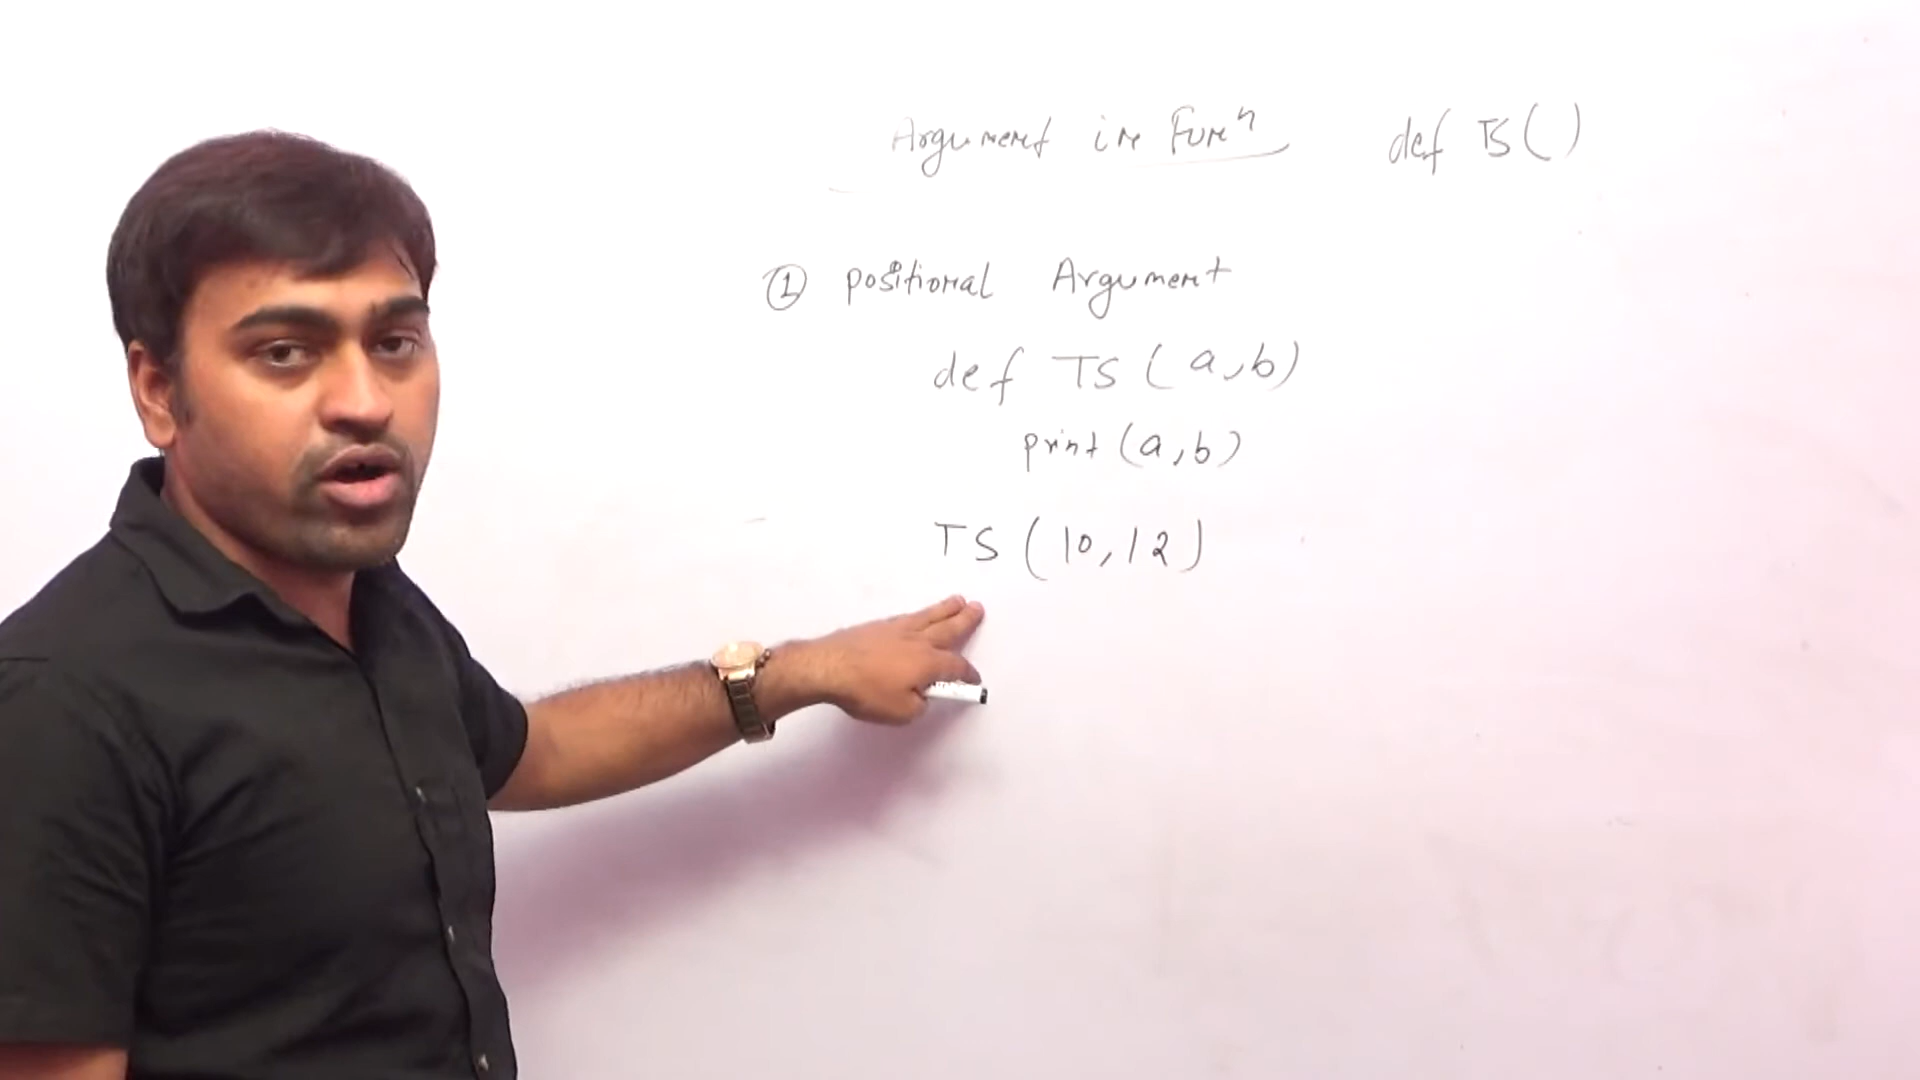 Argument in Funⁿ def TS()
① Positional Argument
def TS(a,b)
print(a,b)
TS(10,12)